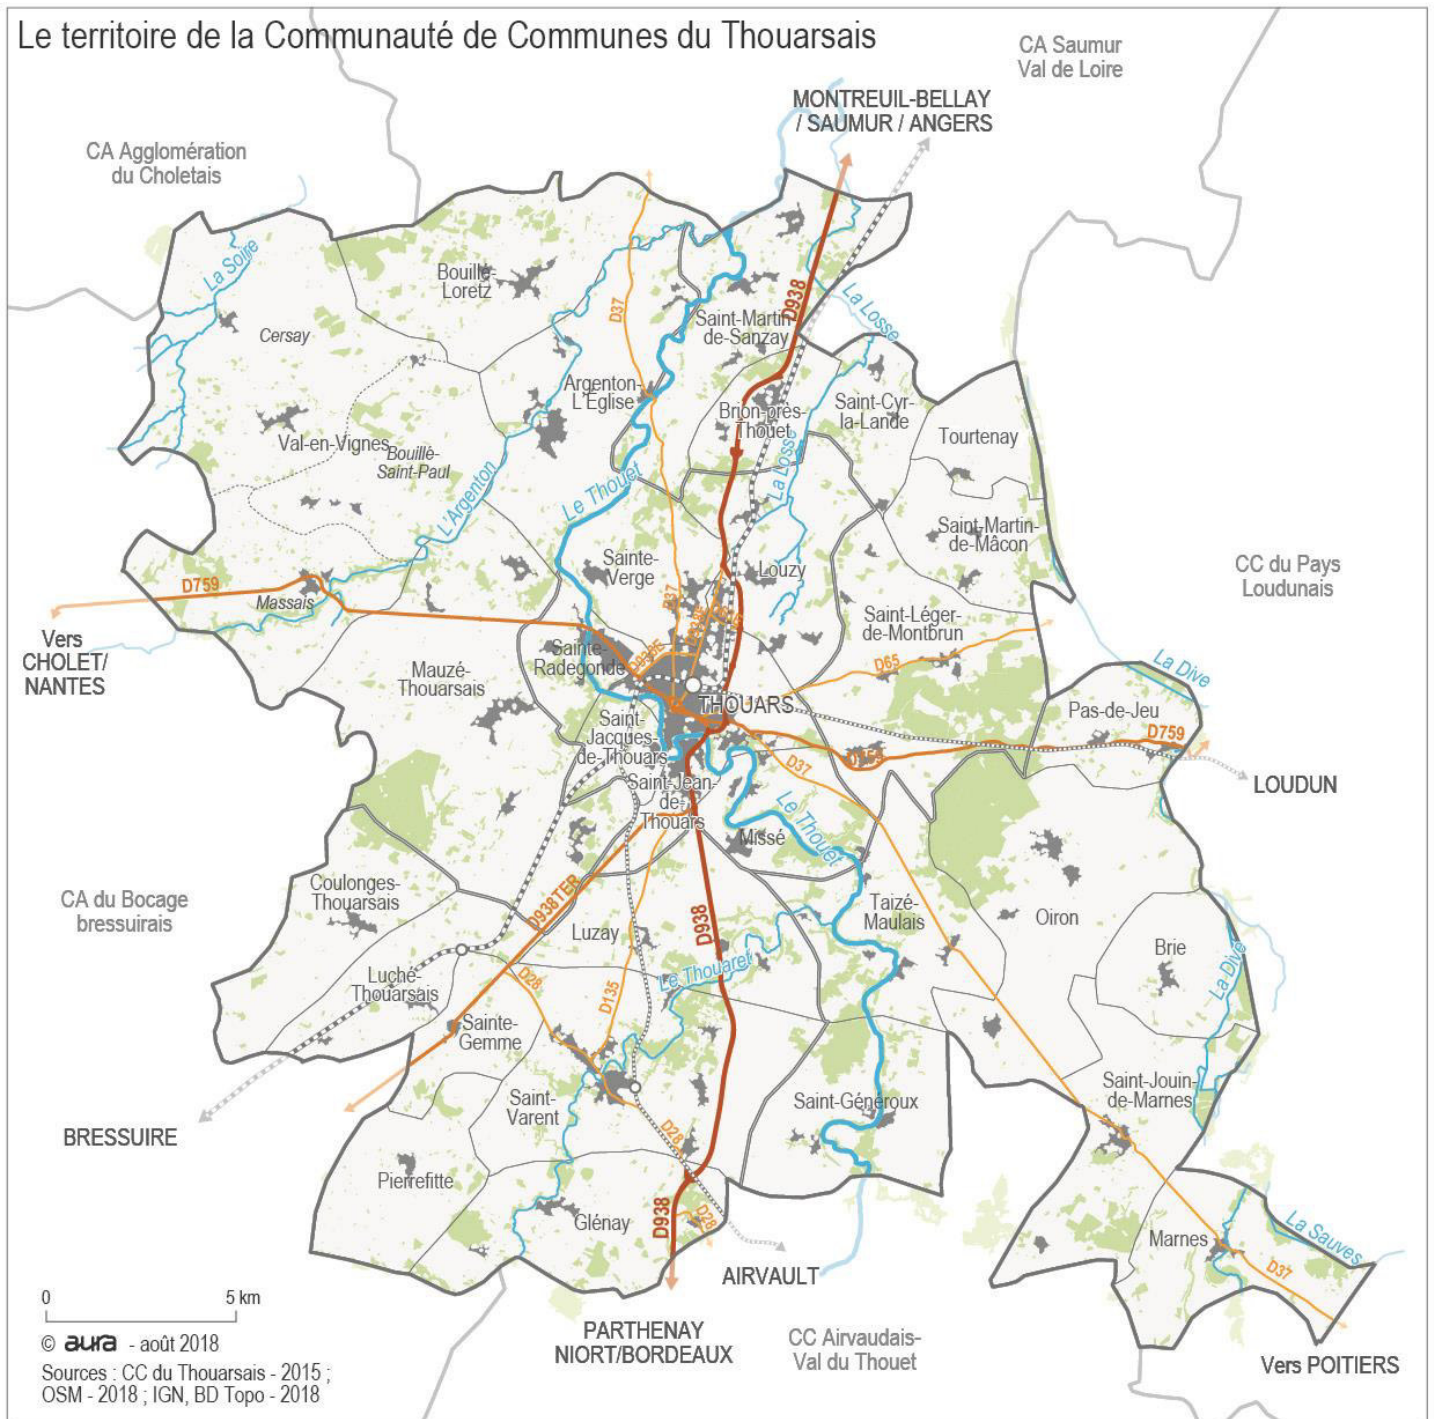 Le territoire de la Communauté de Communes du Thouarsais
CA Saumur
Val de Loire
MONTREUIL-BELLAY
/ SAUMUR / ANGERS
CA Agglomération
du Choletais
La Soire
Bouillé-
Loretz
D37
D938
La Losse
Saint-Martin
de-Sanzay
Cersay
Argenton-
L'Église
Brion-près-
Thouet
Saint-Cyr-
la-Lande
Tourtenay
Val-en-Vignes
Bouillé-
Saint-Paul
La Losse
L'Argenton
Le Thouet
Saint-Martin-
de-Mâcon
Sainte-
Verge
Louzy
CC du Pays
Loudunais
D759
Massais
D37
Saint-Léger-
de-Montbrun
Vers
CHOLET/
NANTES
Sainte-
Radegonde
D938E
D65
La Dive
Mauzé-
Thouarsais
THOUARS
Pas-de-Jeu
Saint-
Jacques-
de-Thouars
D759
D759
D37
LOUDUN
Saint-Jean-
de-
Thouars
Le Thouet
Missé
CA du Bocage
bressuirais
Coulonges-
Thouarsais
D938TER
D938
Taizé-
Maulais
Oiron
Luzay
Brie
Le Thouaret
La Dive
Luché-
Thouarsais
D28
D135
Sainte-
Gemme
Saint-
Varent
Saint-Généroux
Saint-Jouin-
de-Marnes
BRESSUIRE
D28
Pierrefitte
Glénay
D938
D28
Marnes
La Sauves
D37
AIRVAULT
0 5 km
© aura - août 2018
Sources : CC du Thouarsais - 2015 ;
OSM - 2018 ; IGN, BD Topo - 2018
PARTHENAY
NIORT/BORDEAUX
CC Airvaudais-
Val du Thouet
Vers POITIERS